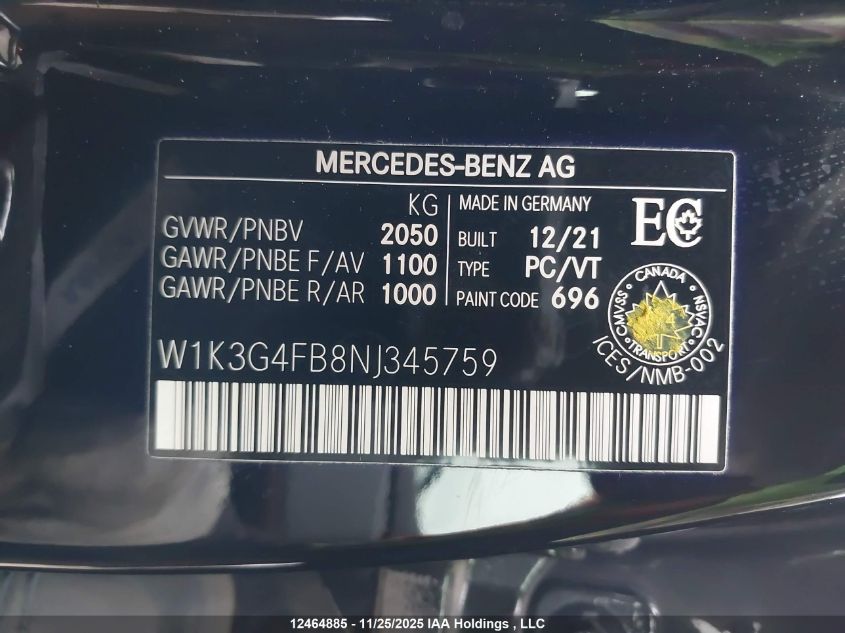 MERCEDES-BENZ AG
KG
GVWR/PNBV 2050
GAWR/PNBE F/AV 1100
GAWR/PNBE R/AR 1000
MADE IN GERMANY
BUILT 12/21
TYPE PC/VT
PAINT CODE 696
EC
CANADA
CMVSS
NSVAC
TRANSPORT
ICES/NMB-002
W1K3G4FB8NJ345759
12464885 - 11/25/2025 IAA Holdings , LLC